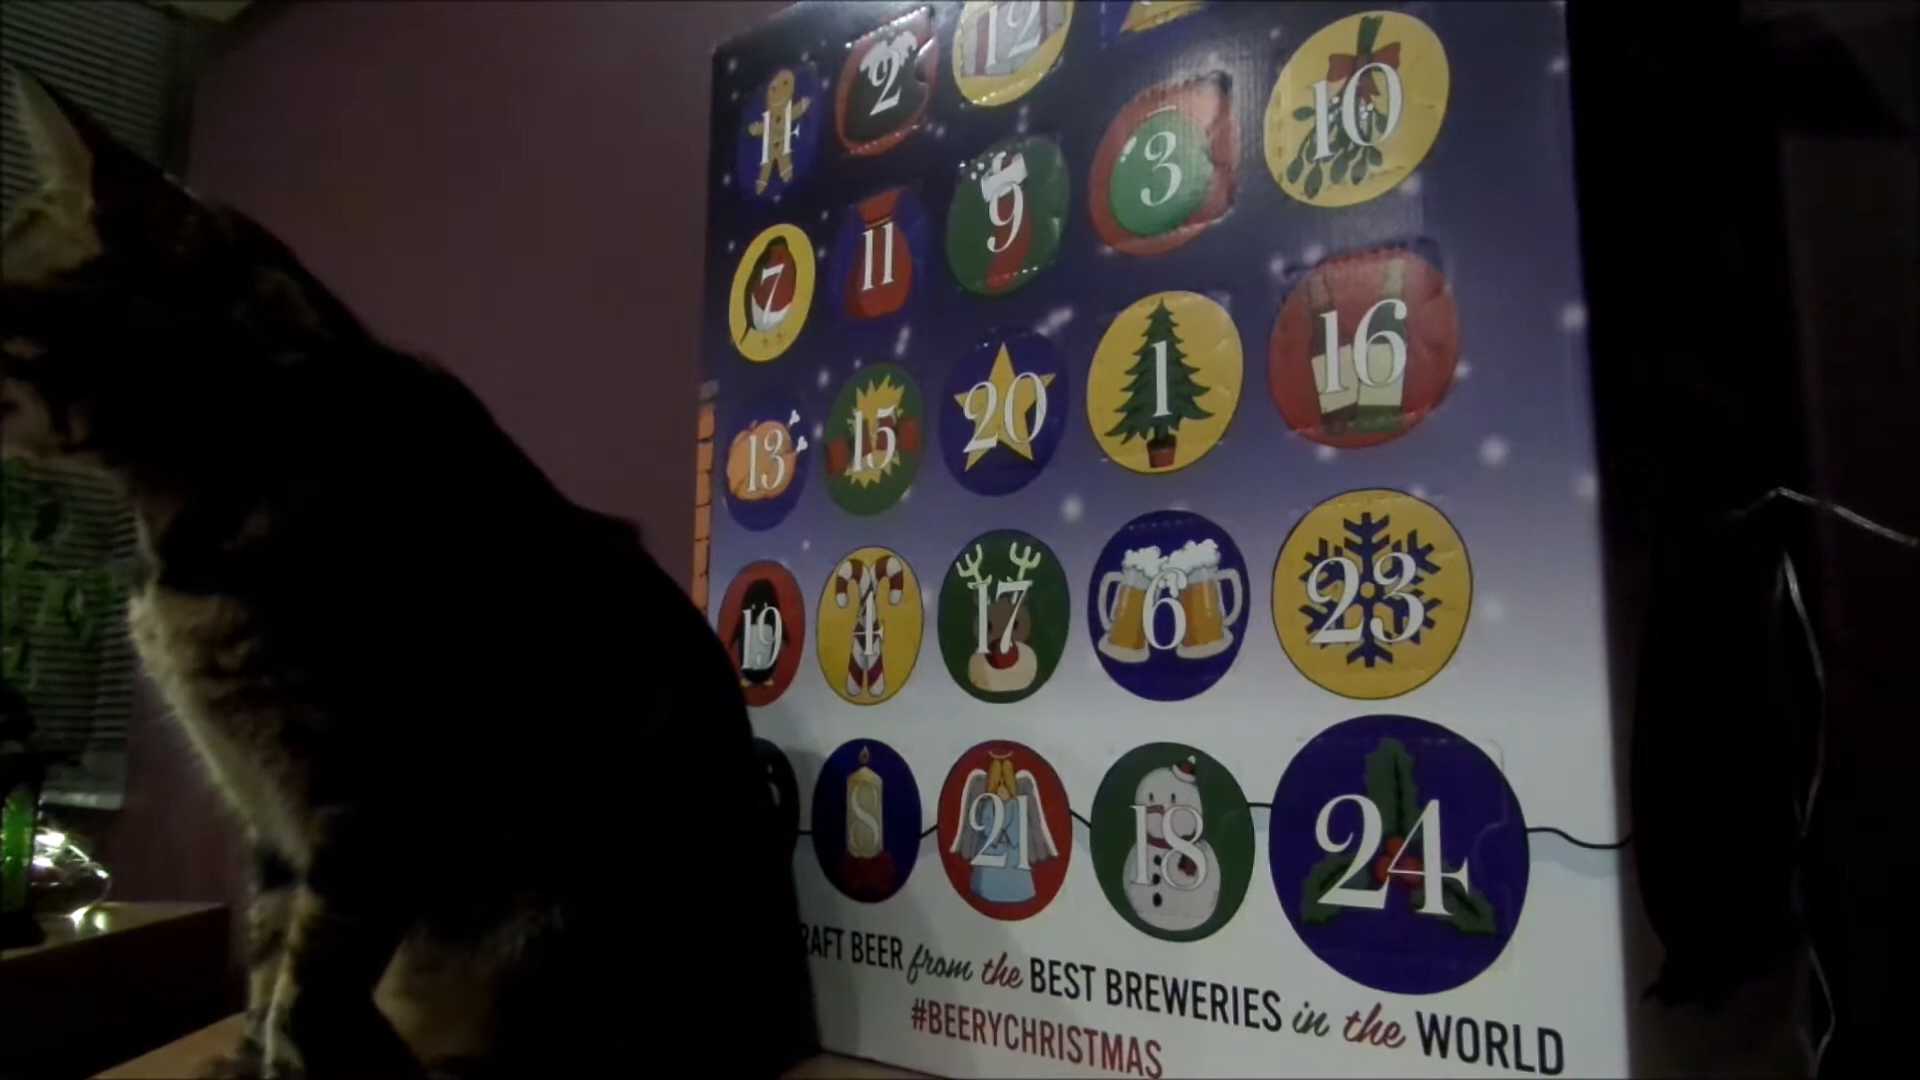 12
14 2 3 10
7 11 9
13 15 20 1 16
19 4 17 6 23
8 21 18 24
RAFT BEER from the BEST BREWERIES in the WORLD
#BEERYCHRISTMAS